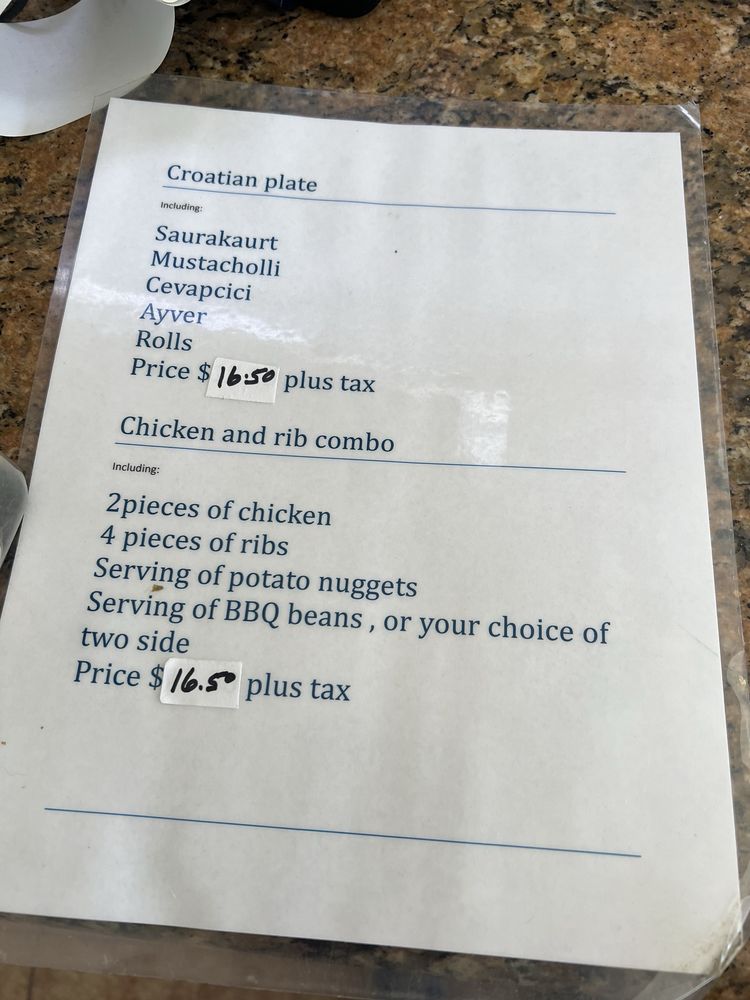 Croatian plate
Including:
Saurakaurt
Mustacholli
Cevapcici
Ayver
Rolls
Price $ 16.50 plus tax
Chicken and rib combo
Including:
2pieces of chicken
4 pieces of ribs
Serving of potato nuggets
Serving of BBQ beans , or your choice of
two side
Price $ 16.50 plus tax